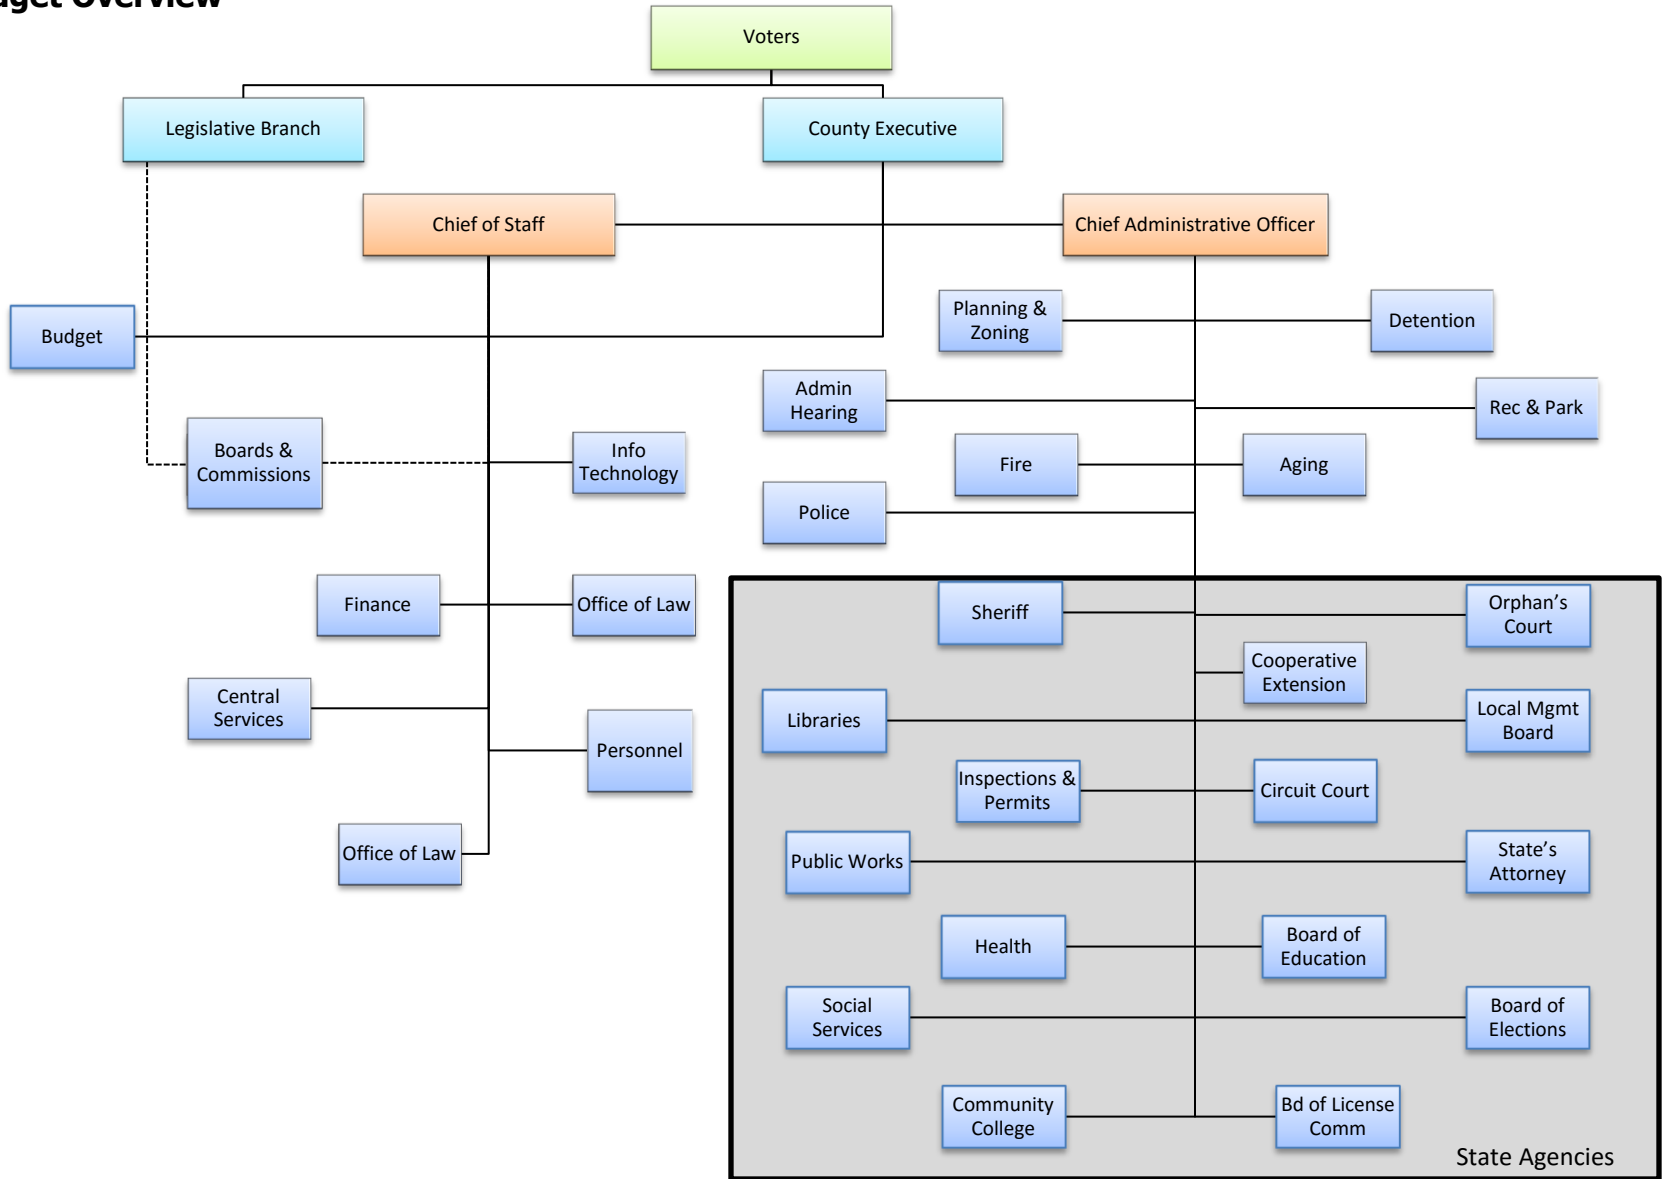 Overview
Voters
Legislative Branch
County Executive
Chief of Staff
Chief Administrative Officer
Planning &
Zoning
Detention
Budget
Admin
Hearing
Rec & Park
Boards &
Commissions
Info
Technology
Fire
Aging
Police
Finance
Office of Law
Sheriff
Orphan's
Court
Cooperative
Extension
Central
Services
Libraries
Local Mgmt
Board
Personnel
Inspections &
Permits
Circuit Court
Office of Law
Public Works
State's
Attorney
Health
Board of
Education
Social
Services
Board of
Elections
Community
College
Bd of License
Comm
State Agencies